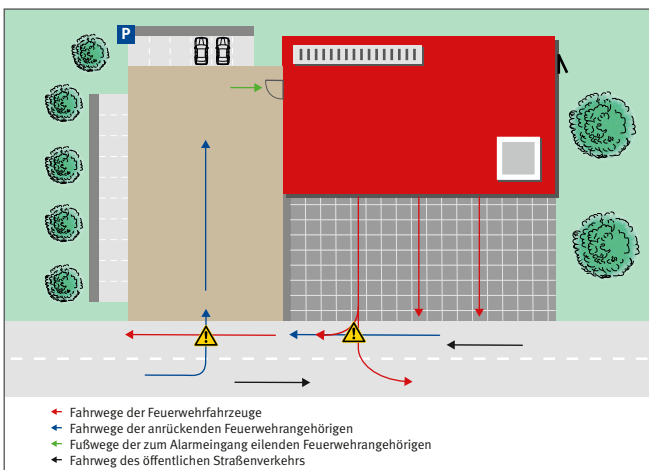 P
Fahrwege der Feuerwehrfahrzeuge
Fahrwege der anrückenden Feuerwehrangehörigen
Fußwege der zum Alarmeingang eilenden Feuerwehrangehörigen
Fahrweg des öffentlichen Straßenverkehrs